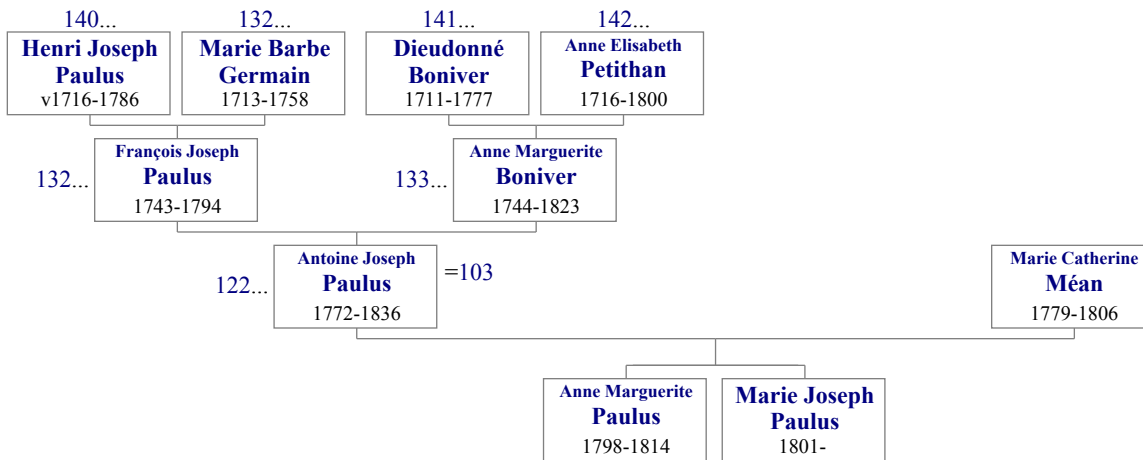 140...
132...
141...
142...
Henri Joseph
Paulus
v1716-1786
Marie Barbe
Germain
1713-1758
Dieudonné
Boniver
1711-1777
Anne Elisabeth
Petithan
1716-1800
132...
François Joseph
Paulus
1743-1794
133...
Anne Marguerite
Boniver
1744-1823
122...
Antoine Joseph
Paulus
1772-1836
=103
Marie Catherine
Méan
1779-1806
Anne Marguerite
Paulus
1798-1814
Marie Joseph
Paulus
1801-